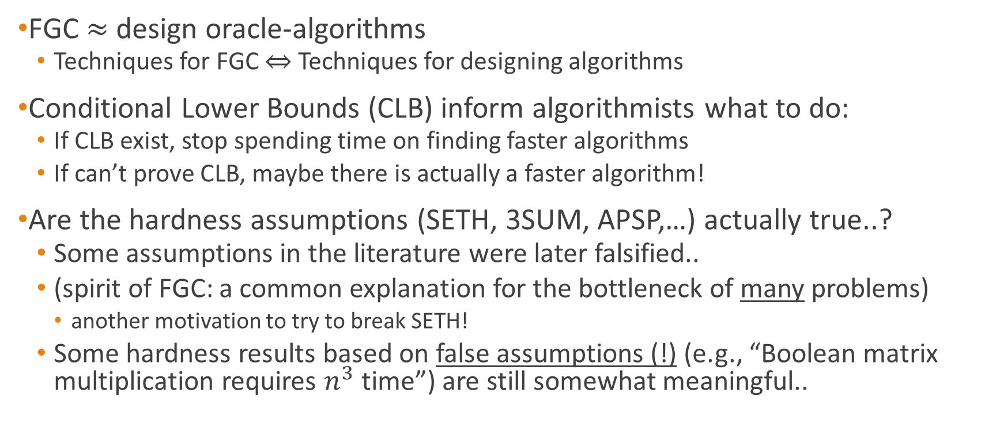 •FGC ≈ design oracle-algorithms
• Techniques for FGC ⇔ Techniques for designing algorithms
•Conditional Lower Bounds (CLB) inform algorithmists what to do:
• If CLB exist, stop spending time on finding faster algorithms
• If can’t prove CLB, maybe there is actually a faster algorithm!
•Are the hardness assumptions (SETH, 3SUM, APSP,...) actually true..?
• Some assumptions in the literature were later falsified..
• (spirit of FGC: a common explanation for the bottleneck of many problems)
• another motivation to try to break SETH!
• Some hardness results based on false assumptions (!) (e.g., “Boolean matrix
multiplication requires n³ time”) are still somewhat meaningful..